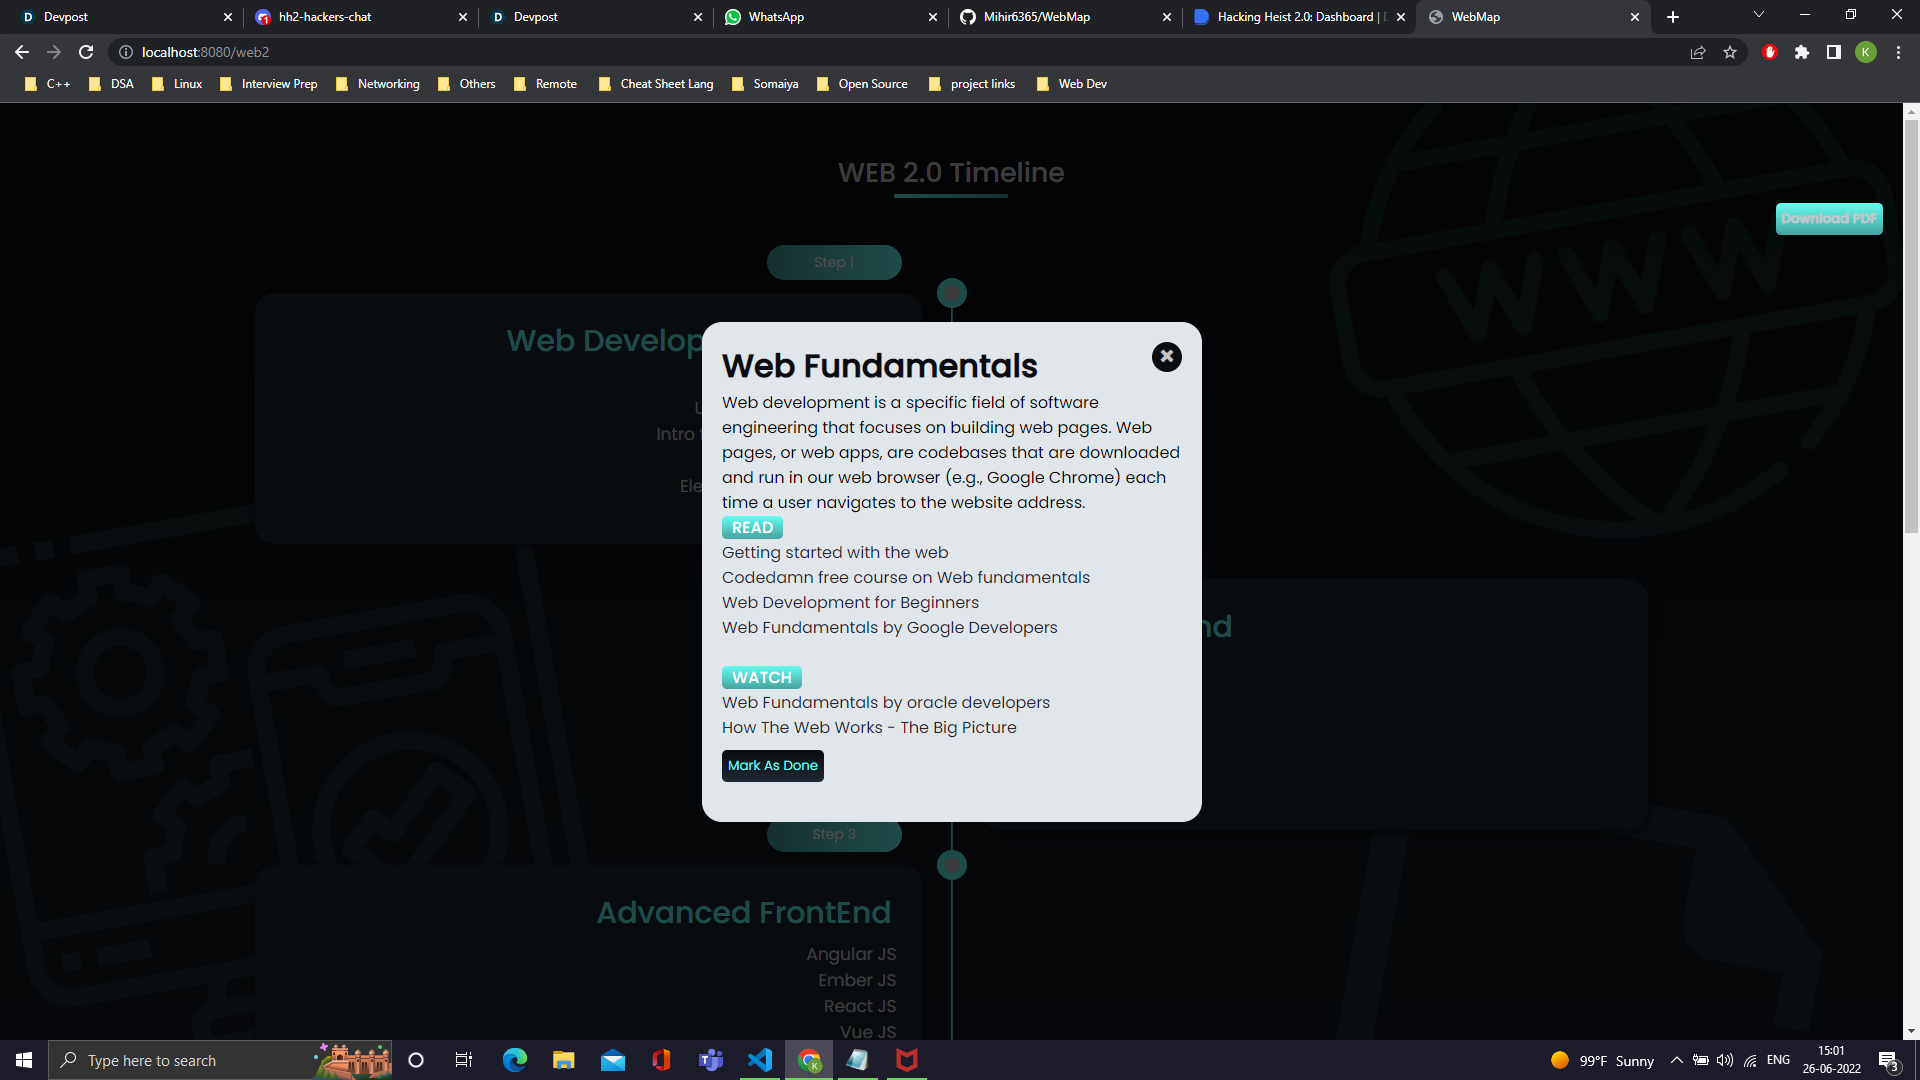 Devpost
hh2-hackers-chat
Devpost
WhatsApp
Mihir6365/WebMap
Hacking Heist 2.0: Dashboard |
WebMap
localhost:8080/web2
K
C++
DSA
Linux
Interview Prep
Networking
Others
Remote
Cheat Sheet Lang
Somaiya
Open Source
project links
Web Dev
WEB 2.0 Timeline
Download PDF
WWW
Step 1
Web Develop
Intro
Ele
nd
Web Fundamentals
Web development is a specific field of software
engineering that focuses on building web pages. Web
pages, or web apps, are codebases that are downloaded
and run in our web browser (e.g., Google Chrome) each
time a user navigates to the website address.
READ
Getting started with the web
Codedamn free course on Web fundamentals
Web Development for Beginners
Web Fundamentals by Google Developers
WATCH
Web Fundamentals by oracle developers
How The Web Works - The Big Picture
Mark As Done
Step 3
Advanced FrontEnd
Angular JS
Ember JS
React JS
Vue JS
Type here to search
99°F Sunny
ENG
15:01
26-06-2022
3